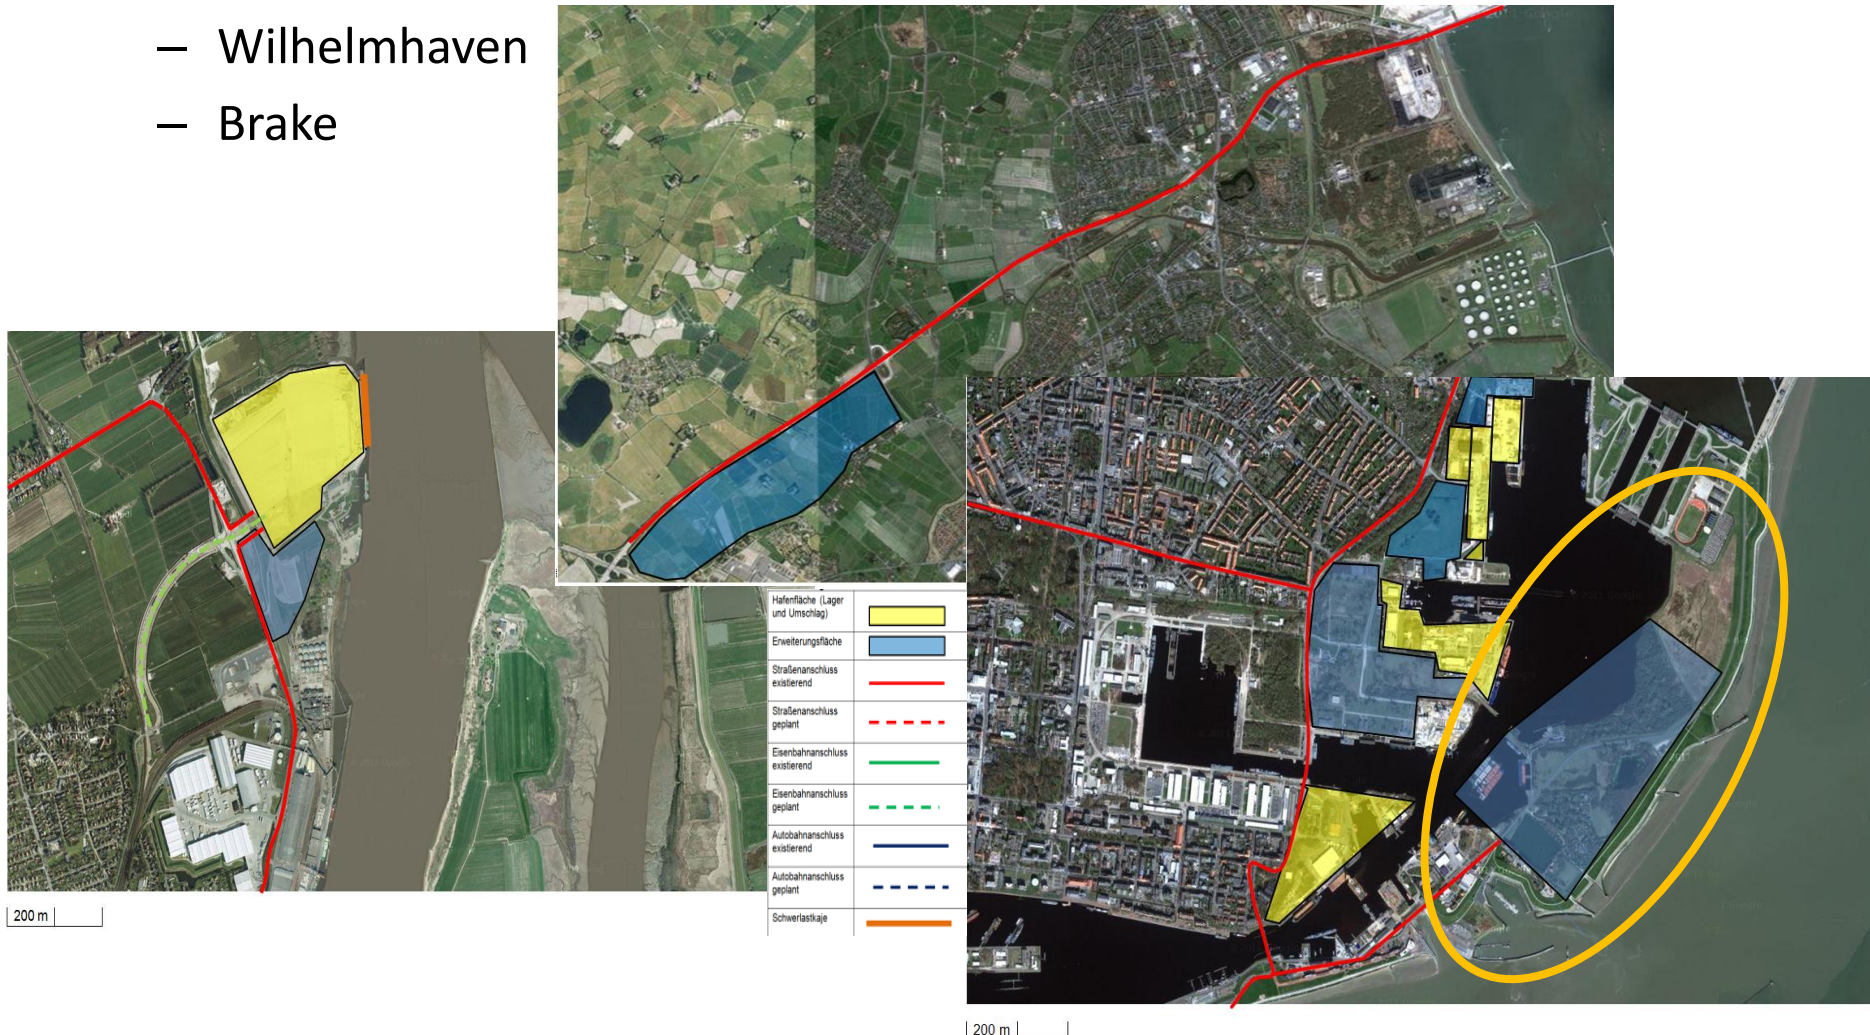 – Wilhelmhaven
– Brake
Hafenfläche (Lager
und Umschlag)
Erweiterungsfläche
Straßenanschluss
existierend
Straßenanschluss
geplant
Eisenbahnanschluss
existierend
Eisenbahnanschluss
geplant
Autobahnanschluss
existierend
Autobahnanschluss
geplant
Schwerlastkaje
200 m
200 m